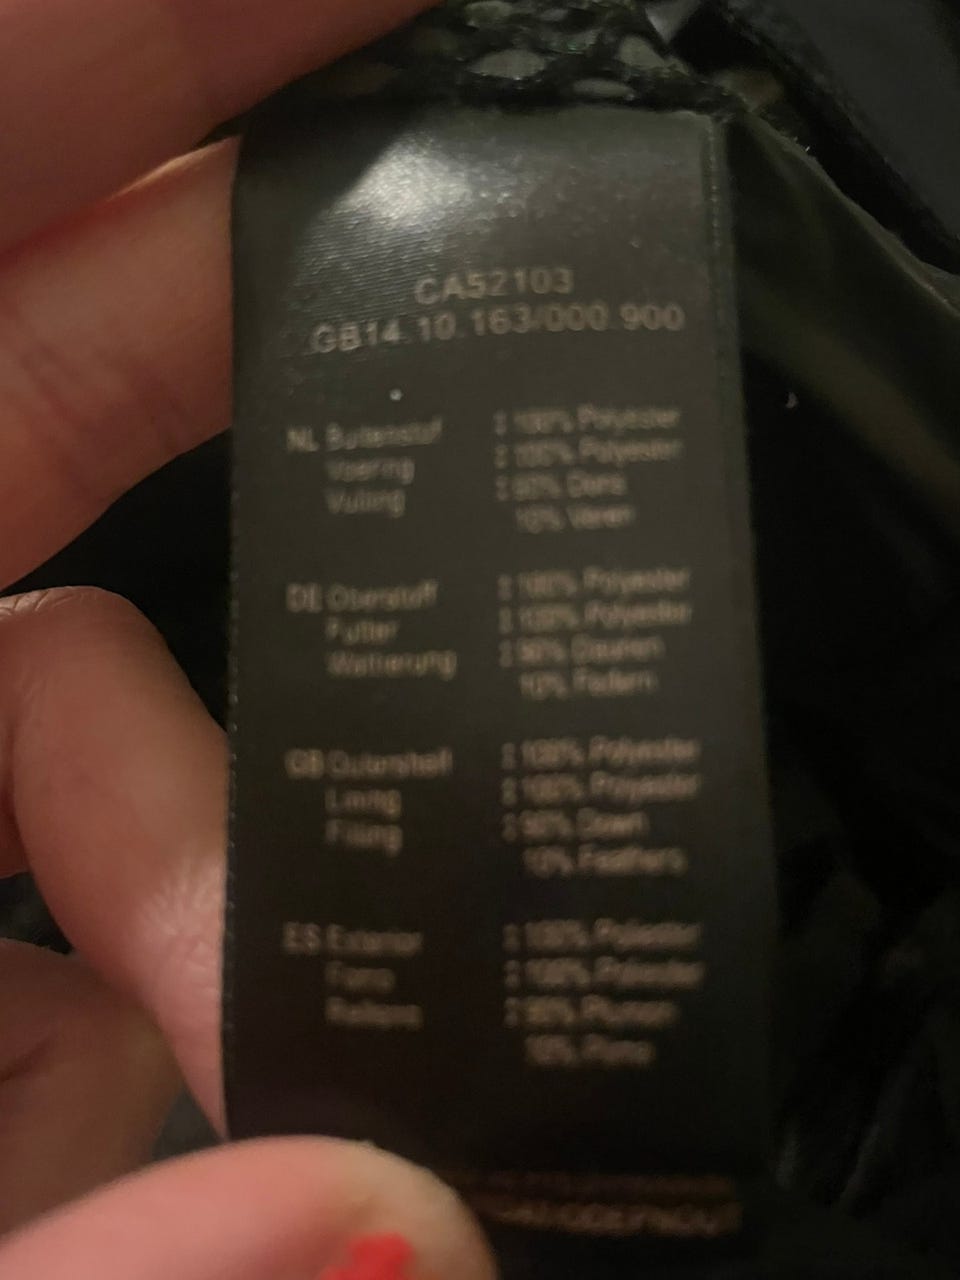 CA52103
GB14.10.163/000.900
NL Buitenstof : 100% Polyester
Voering : 100% Polyester
Vulling : 90% Dons
10% Veren
DE Oberstoff : 100% Polyester
Futter : 100% Polyester
Wattierung : 90% Daunen
10% Federn
GB Outershell : 100% Polyester
Lining : 100% Polyester
Filling : 90% Down
10% Feathers
ES Exterior : 100% Poliester
Forro : 100% Poliester
Relleno : 90% Plumon
10% Pluma